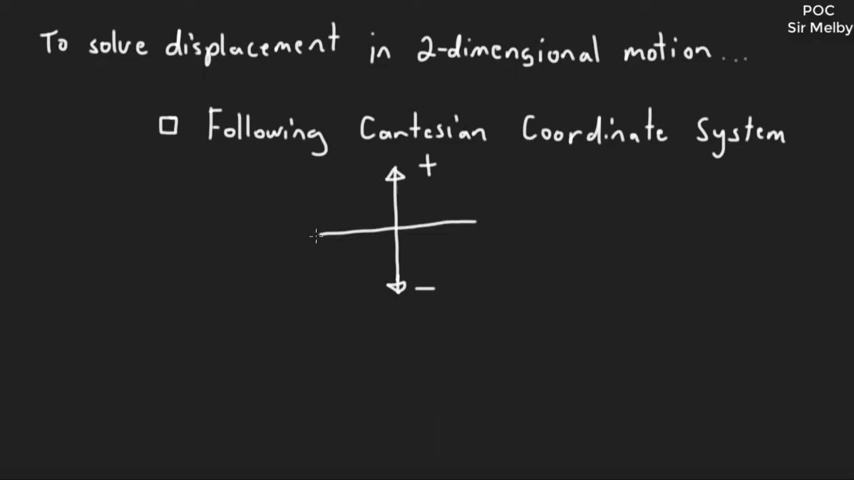 POC
Sir Melby
To solve displacement in 2-dimensional motion...
□ Following Cartesian Coordinate System
+
−